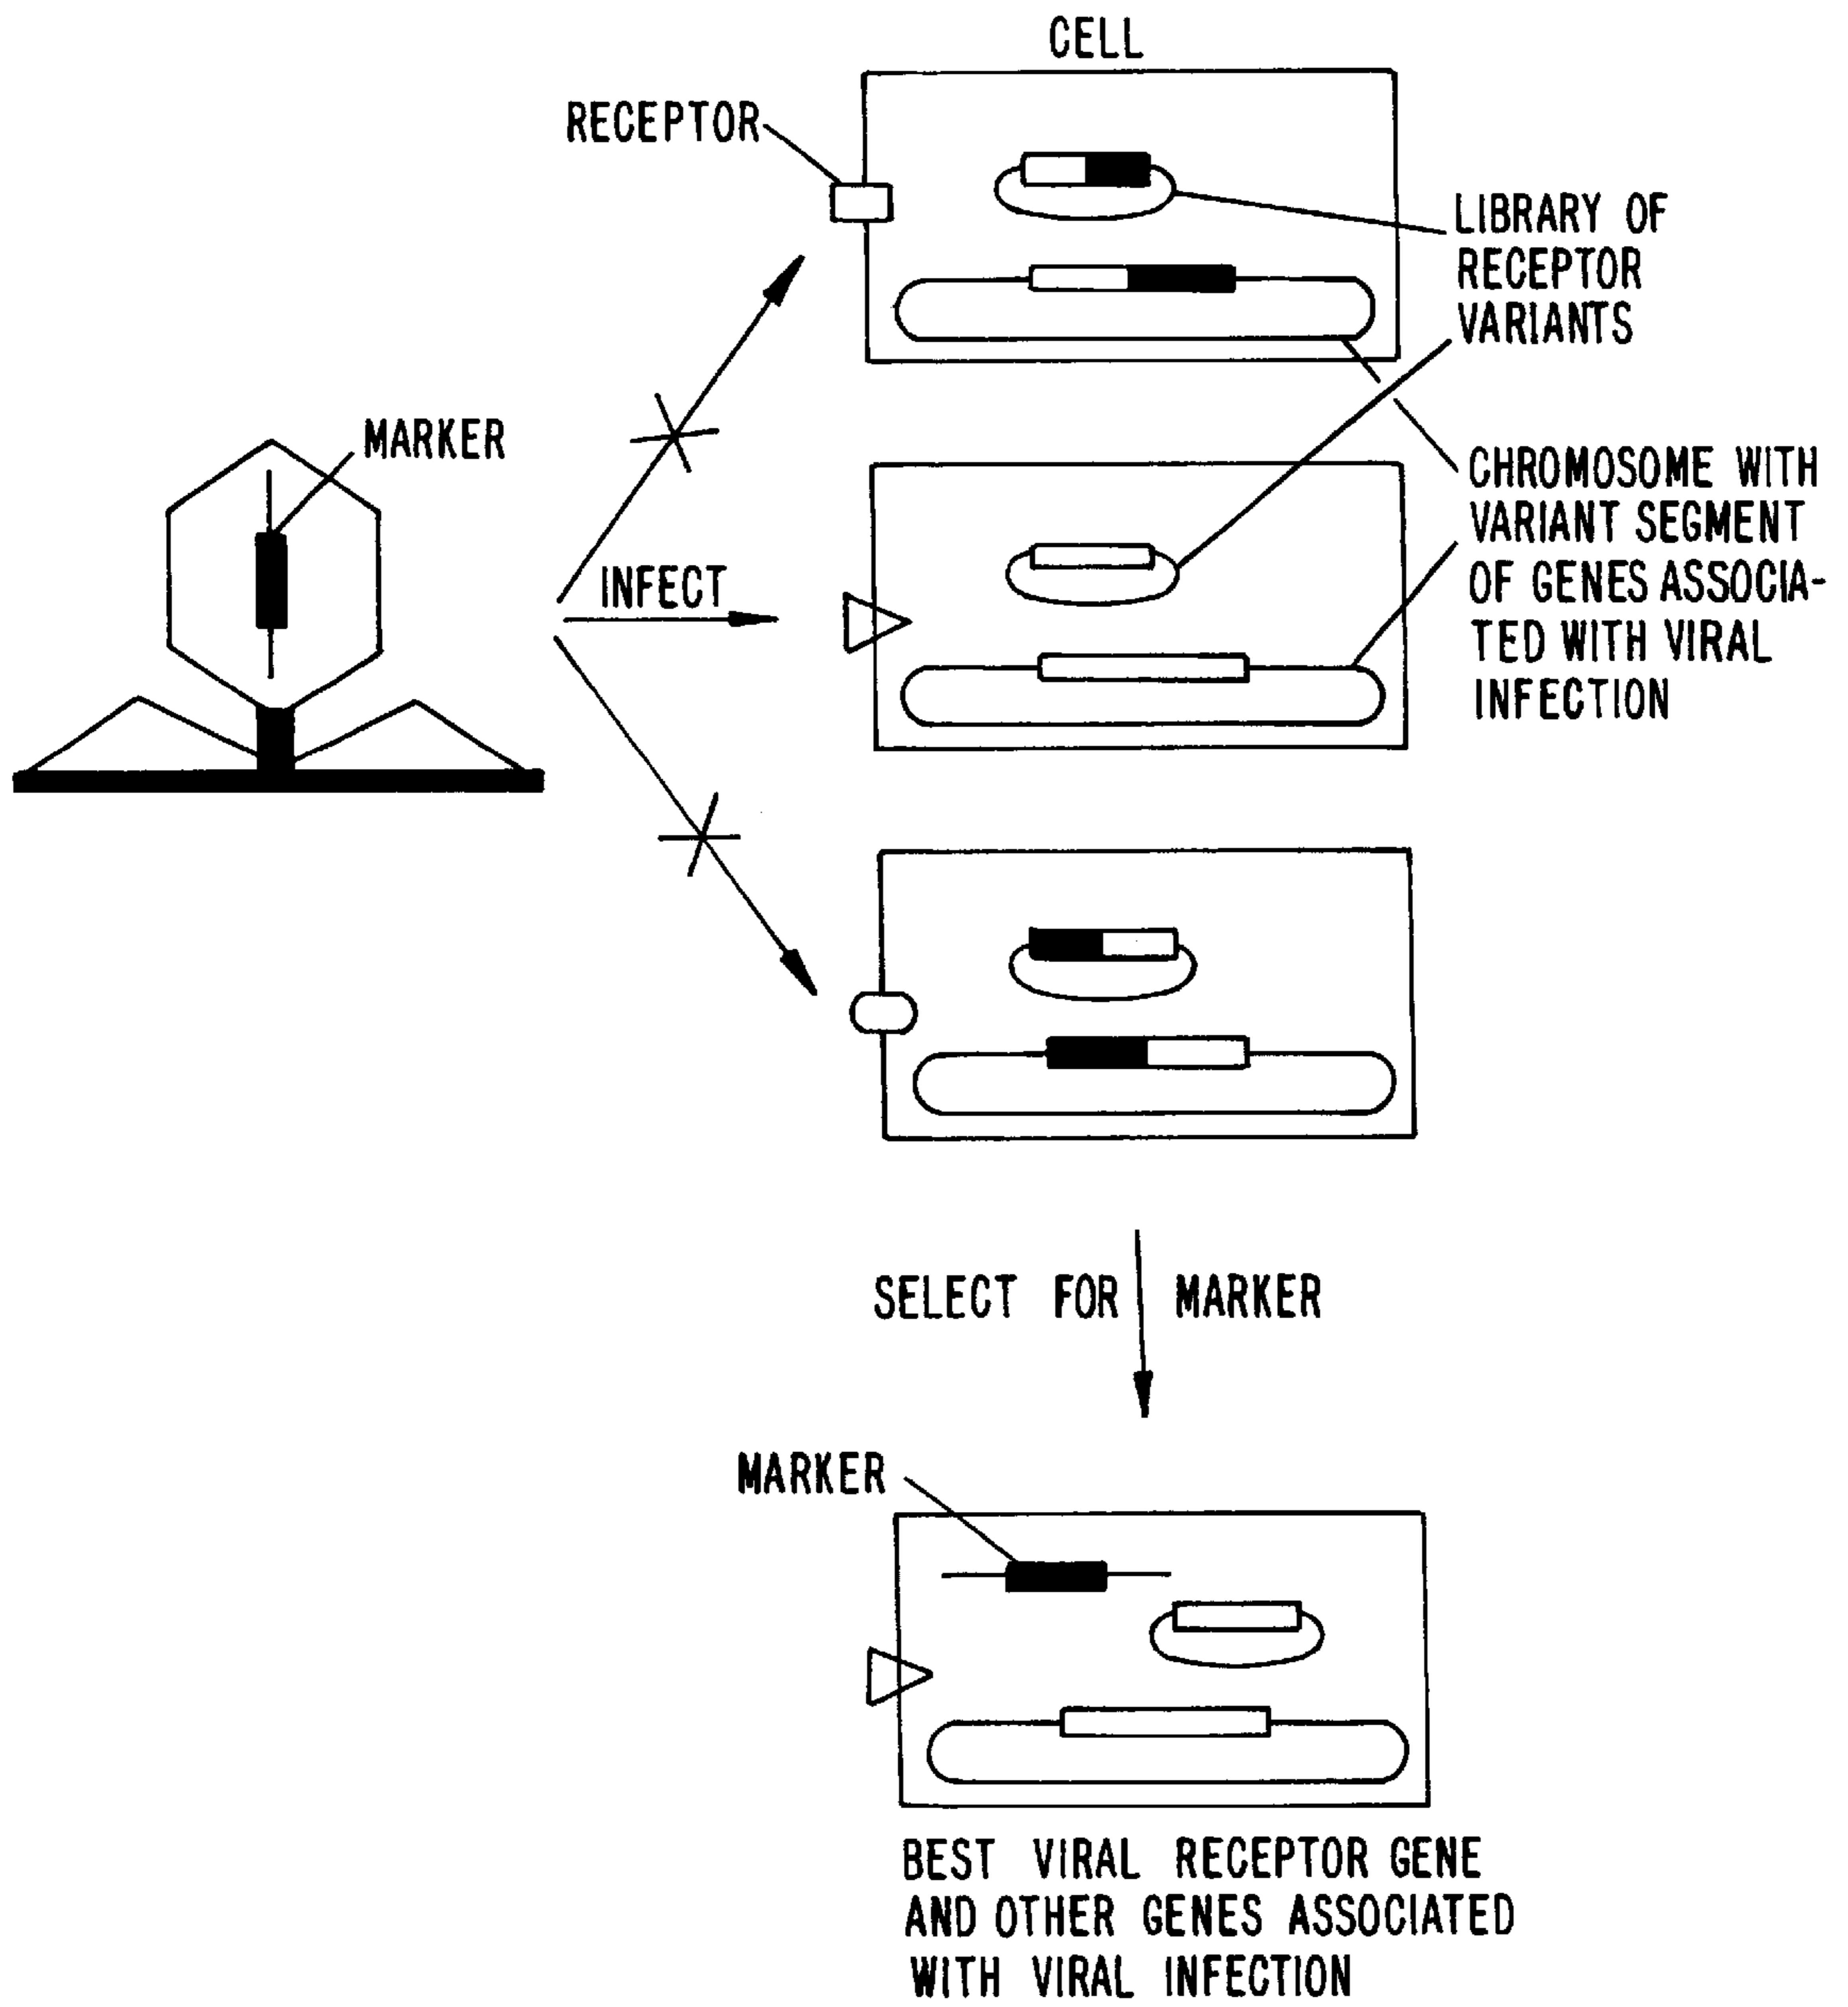 CELL
RECEPTOR
LIBRARY OF
RECEPTOR
VARIANTS
MARKER
INFECT
CHROMOSOME WITH
VARIANT SEGMENT
OF GENES ASSOCIA-
TED WITH VIRAL
INFECTION
SELECT FOR MARKER
MARKER
BEST VIRAL RECEPTOR GENE
AND OTHER GENES ASSOCIATED
WITH VIRAL INFECTION